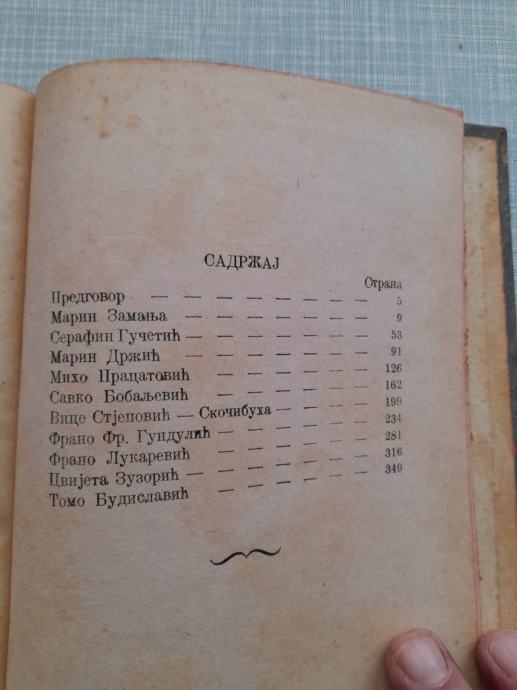 САДРЖАЈ
Страна
Предговор — — — — — — — 5
Марин Замања — — — — — — 9
Серафин Гучетић — — — — — — 53
Марин Држић — — — — — — 91
Михо Працатовић — — — — — 126
Савко Бобаљевић — — — — — 162
Вице Стјеповић — Скочибуха — — — 199
Франо Фр. Гундулић — — — — — 234
Франо Лукаревић — — — — — 281
Цвијета Зузорић — — — — — — 316
Томо Будиславић — — — — — 349